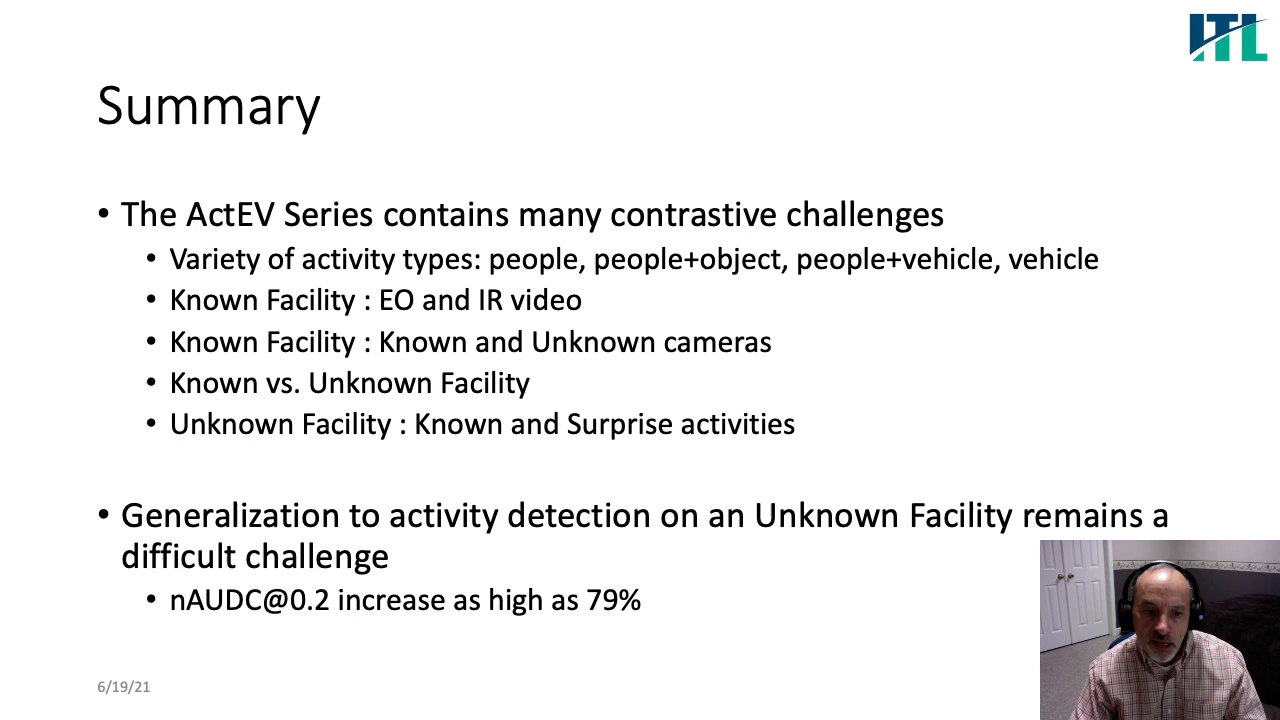 ITL
Summary
• The ActEV Series contains many contrastive challenges
• Variety of activity types: people, people+object, people+vehicle, vehicle
• Known Facility : EO and IR video
• Known Facility : Known and Unknown cameras
• Known vs. Unknown Facility
• Unknown Facility : Known and Surprise activities
• Generalization to activity detection on an Unknown Facility remains a
difficult challenge
• nAUDC@0.2 increase as high as 79%
6/19/21